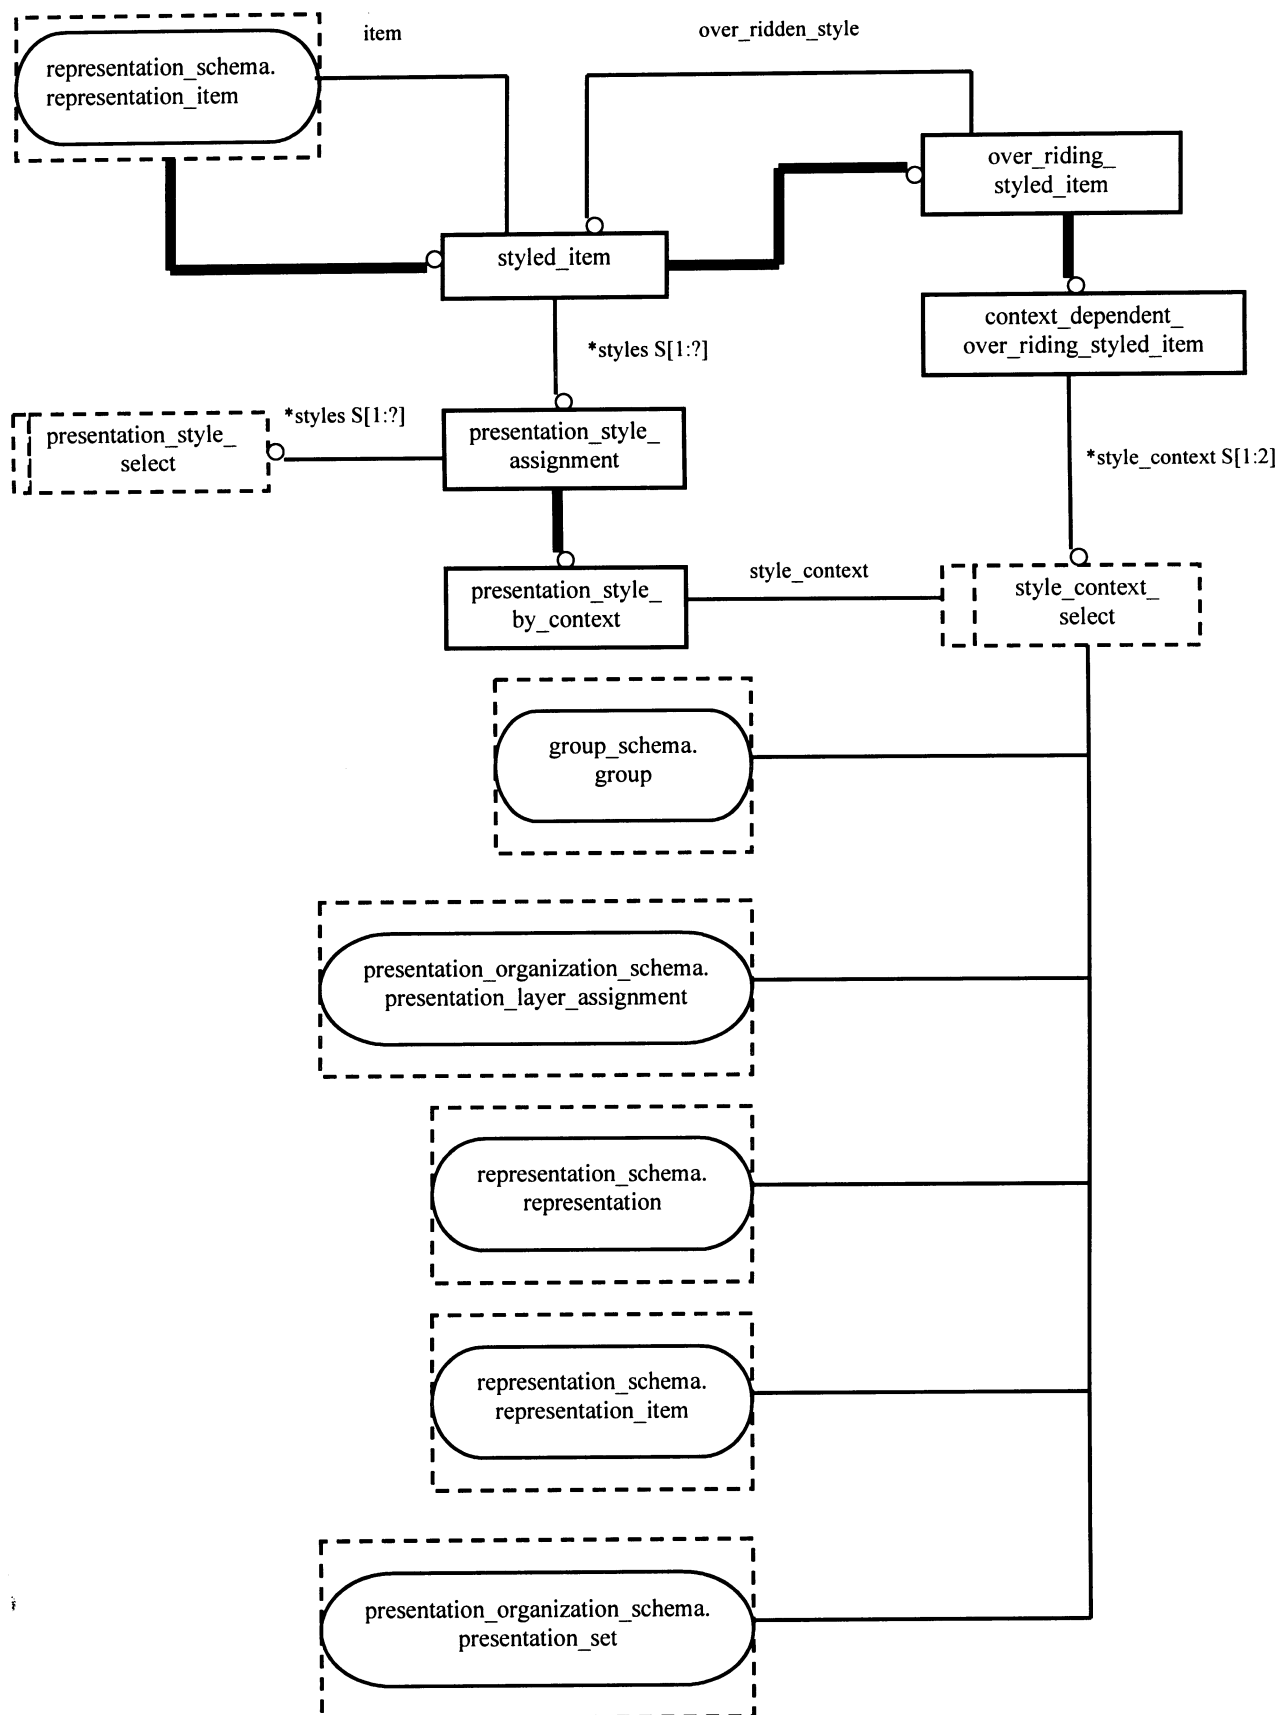 item
over_ridden_style
representation_schema.
representation_item
over_riding_
styled_item
styled_item
context_dependent_
over_riding_styled_item
*styles S[1:?]
*styles S[1:?]
presentation_style_
select
presentation_style_
assignment
*style_context S[1:2]
style_context
presentation_style_
by_context
style_context_
select
group_schema.
group
presentation_organization_schema.
presentation_layer_assignment
representation_schema.
representation
representation_schema.
representation_item
presentation_organization_schema.
presentation_set